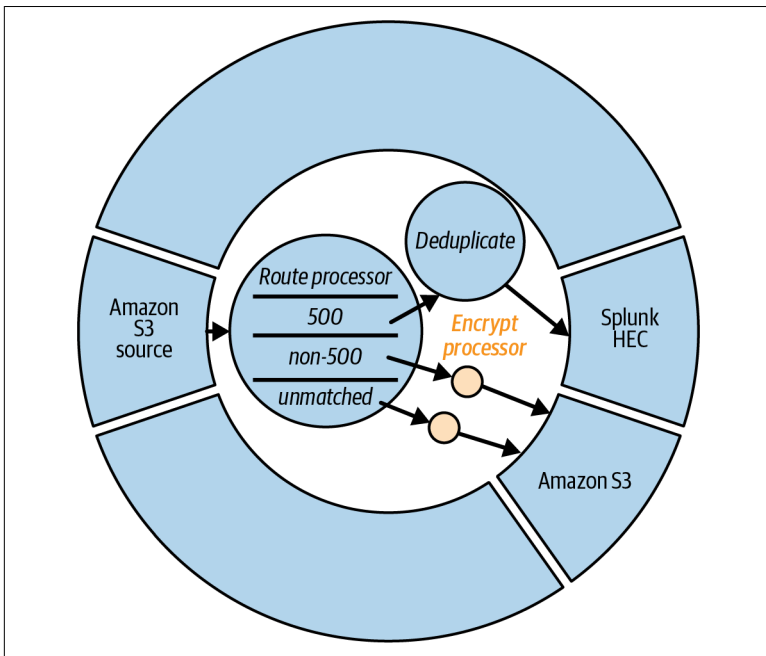 Amazon
S3
source
Route processor
500
non-500
unmatched
Deduplicate
Encrypt
processor
Splunk
HEC
Amazon S3